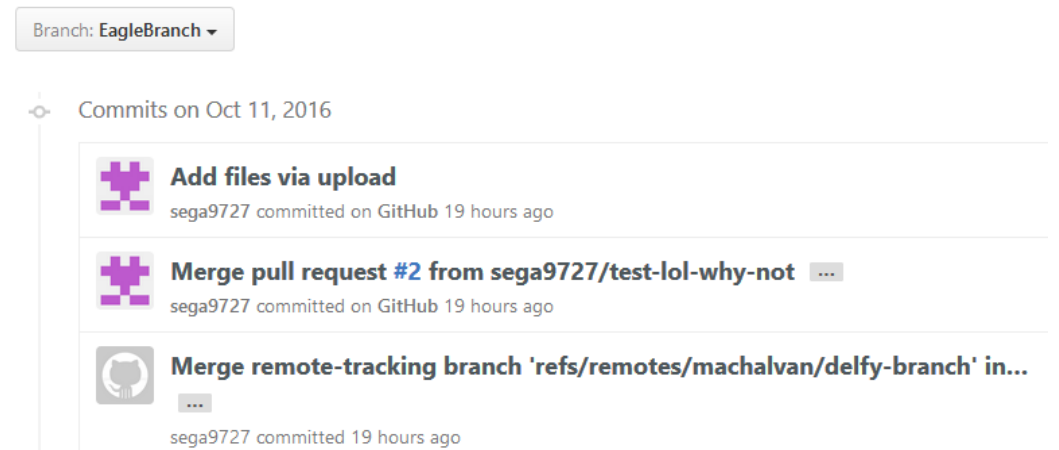 Branch: EagleBranch
Commits on Oct 11, 2016
Add files via upload
sega9727 committed on GitHub 19 hours ago
Merge pull request #2 from sega9727/test-lol-why-not ...
sega9727 committed on GitHub 19 hours ago
Merge remote-tracking branch 'refs/remotes/machalvan/delfy-branch' in...
...
sega9727 committed 19 hours ago